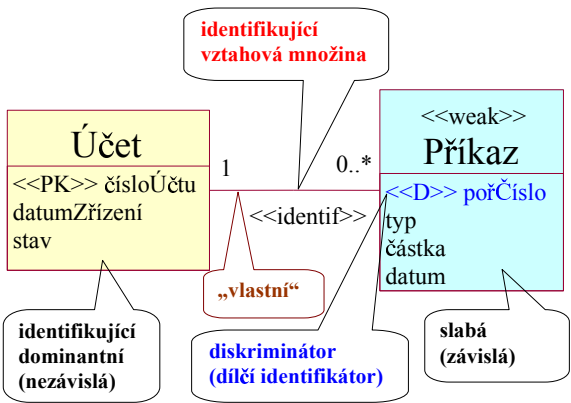 identifikující
vztahová množina
Účet
<<PK>> čísloÚčtu
datumZřízení
stav
1
0..*
<<identif>>
<<weak>>
Příkaz
<<D>> pořČíslo
typ
částka
datum
„vlastní“
identifikující
dominantní
(nezávislá)
diskriminátor
(dílčí identifikátor)
slabá
(závislá)